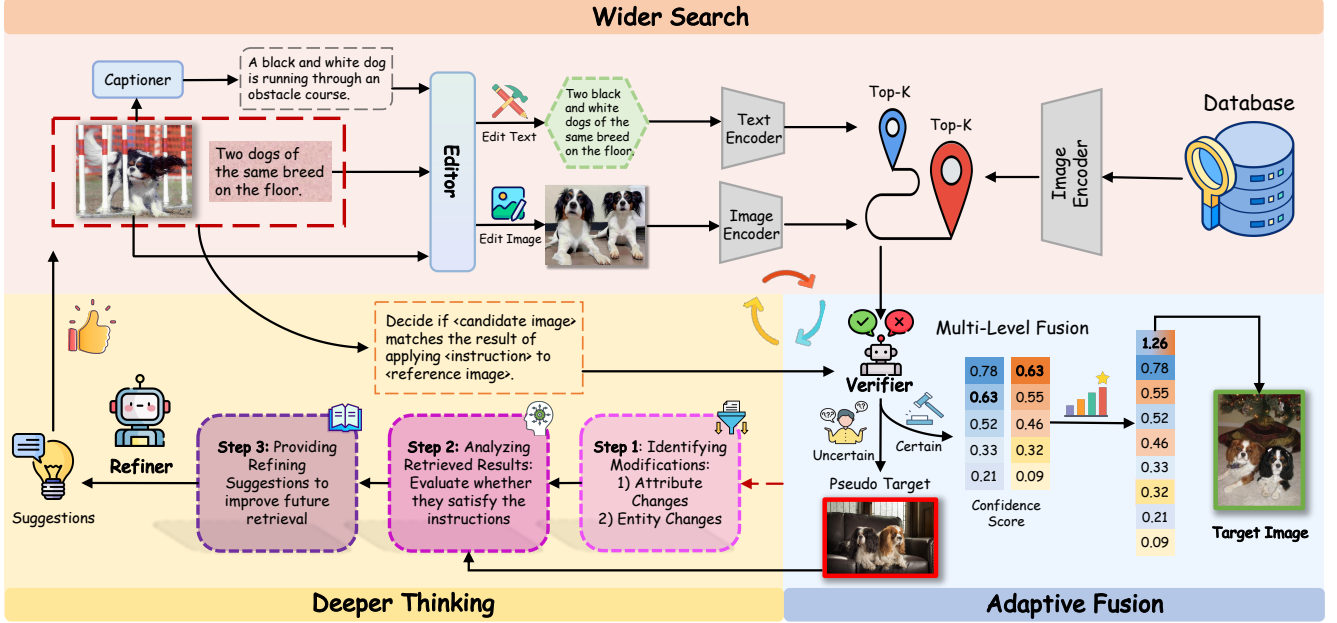 Wider Search
Captioner
A black and white dog
is running through an
obstacle course.
Two dogs of
the same breed
on the floor.
Editor
Edit Text
Two black
and white
dogs of the
same breed
on the floor.
Edit Image
Text
Encoder
Image
Encoder
Top-K
Top-K
Image
Encoder
Database
Decide if <candidate image>
matches the result of
applying <instruction> to
<reference image>.
Verifier
Uncertain
Certain
Pseudo Target
Multi-Level Fusion
0.78
0.63
0.52
0.33
0.21
0.63
0.55
0.46
0.32
0.09
Confidence
Score
1.26
0.78
0.55
0.52
0.46
0.33
0.32
0.21
0.09
Target Image
Step 1: Identifying
Modifications:
1) Attribute
Changes
2) Entity Changes
Step 2: Analyzing
Retrieved Results:
Evaluate whether
they satisfy the
instructions
Step 3: Providing
Refining
Suggestions to
improve future
retrieval
Refiner
Suggestions
Deeper Thinking
Adaptive Fusion